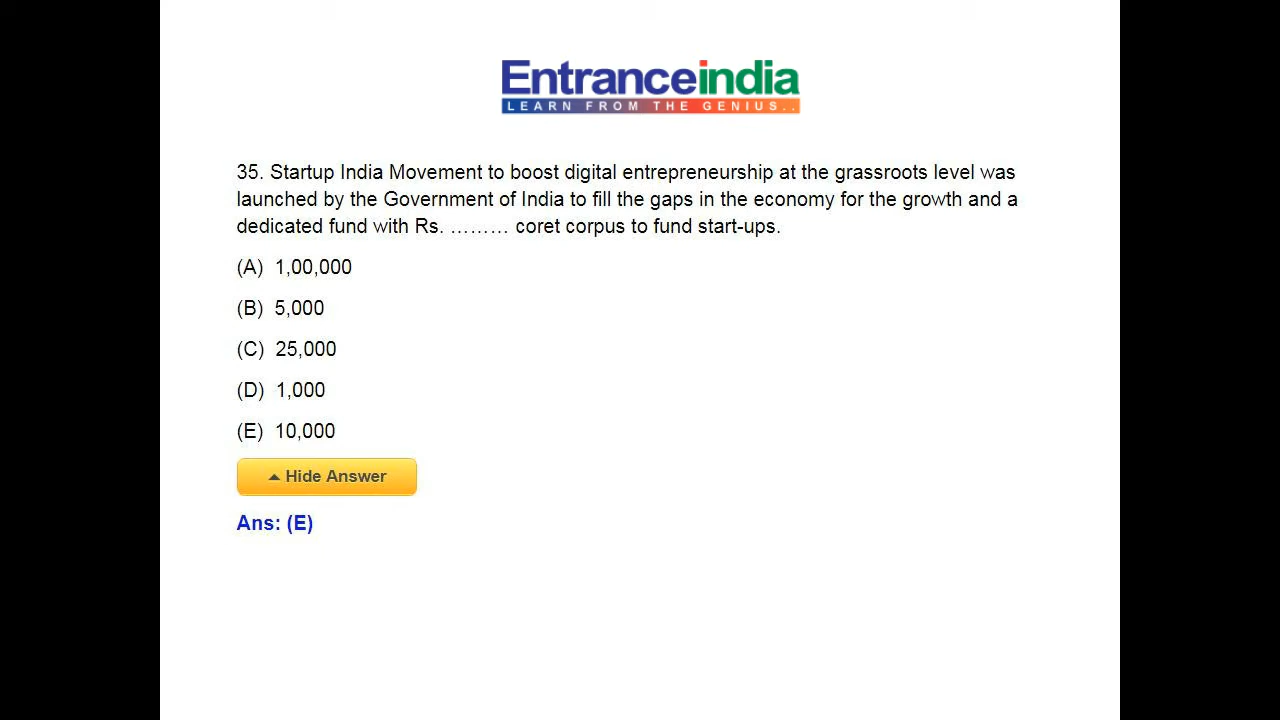 Entranceindia
LEARN FROM THE GENIUS..
35. Startup India Movement to boost digital entrepreneurship at the grassroots level was
launched by the Government of India to fill the gaps in the economy for the growth and a
dedicated fund with Rs. ……… coret corpus to fund start-ups.
(A) 1,00,000
(B) 5,000
(C) 25,000
(D) 1,000
(E) 10,000
Hide Answer
Ans: (E)